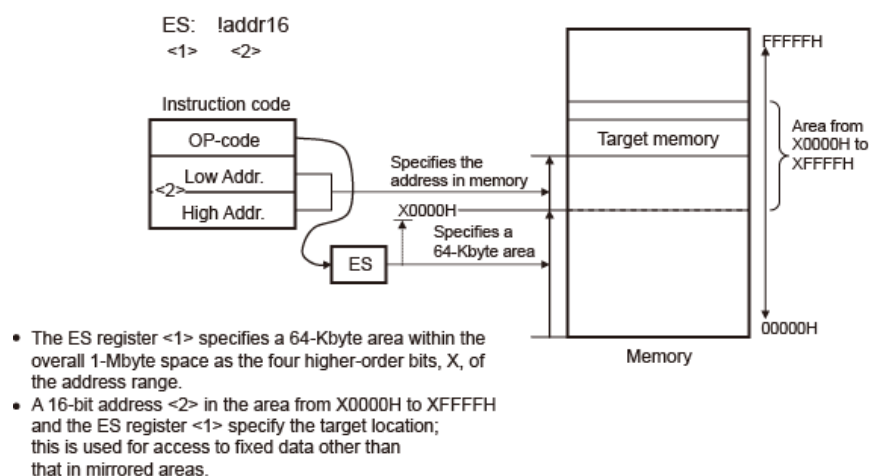 ES: !addr16
<1> <2>
Instruction code
OP-code
Low Addr.
<2>
High Addr.
ES
Specifies the
address in memory
X0000H
Specifies a
64-Kbyte area
FFFFFH
Target memory
Area from
X0000H to
XFFFFH
00000H
Memory
• The ES register <1> specifies a 64-Kbyte area within the
overall 1-Mbyte space as the four higher-order bits, X, of
the address range.
• A 16-bit address <2> in the area from X0000H to XFFFFH
and the ES register <1> specify the target location;
this is used for access to fixed data other than
that in mirrored areas.